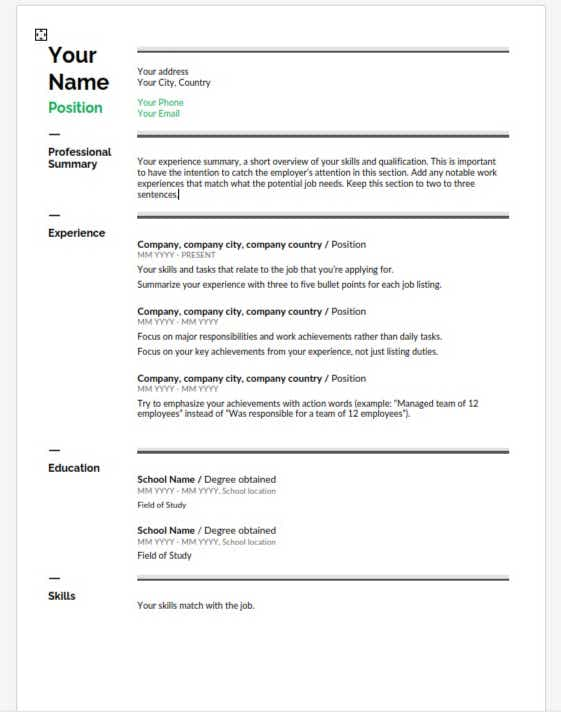 Your
Name
Position
Your address
Your City, Country
Your Phone
Your Email
Professional
Summary
Your experience summary, a short overview of your skills and qualification. This is important
to have the intention to catch the employer's attention in this section. Add any notable work
experiences that match what the potential job needs. Keep this section to two to three
sentences.
Experience
Company, company city, company country / Position
MM YYYY - PRESENT
Your skills and tasks that relate to the job that you're applying for.
Summarize your experience with three to five bullet points for each job listing.
Company, company city, company country / Position
MM YYYY - MM YYYY
Focus on major responsibilities and work achievements rather than daily tasks.
Focus on your key achievements from your experience, not just listing duties.
Company, company city, company country / Position
MM YYYY - MM YYYY
Try to emphasize your achievements with action words (example: "Managed team of 12
employees" instead of "Was responsible for a team of 12 employees").
Education
School Name / Degree obtained
MM YYYY - MM YYYY, School location
Field of Study
School Name / Degree obtained
MM YYYY - MM YYYY, School location
Field of Study
Skills
Your skills match with the job.